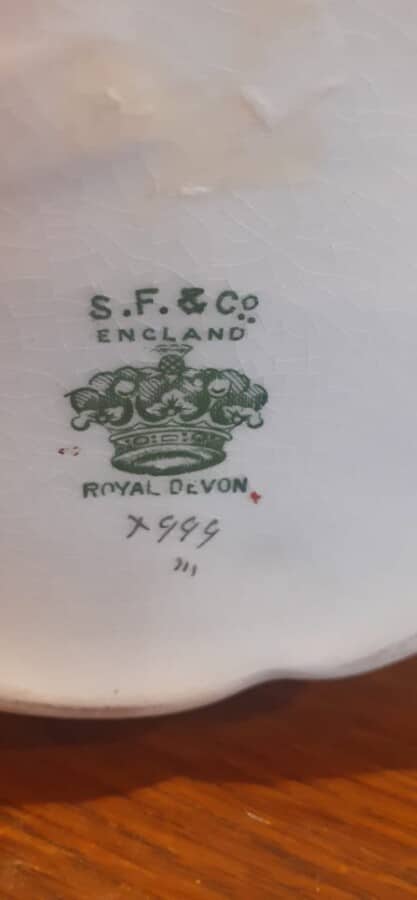 S.F. & Co.
ENGLAND
ROYAL DEVON
X999